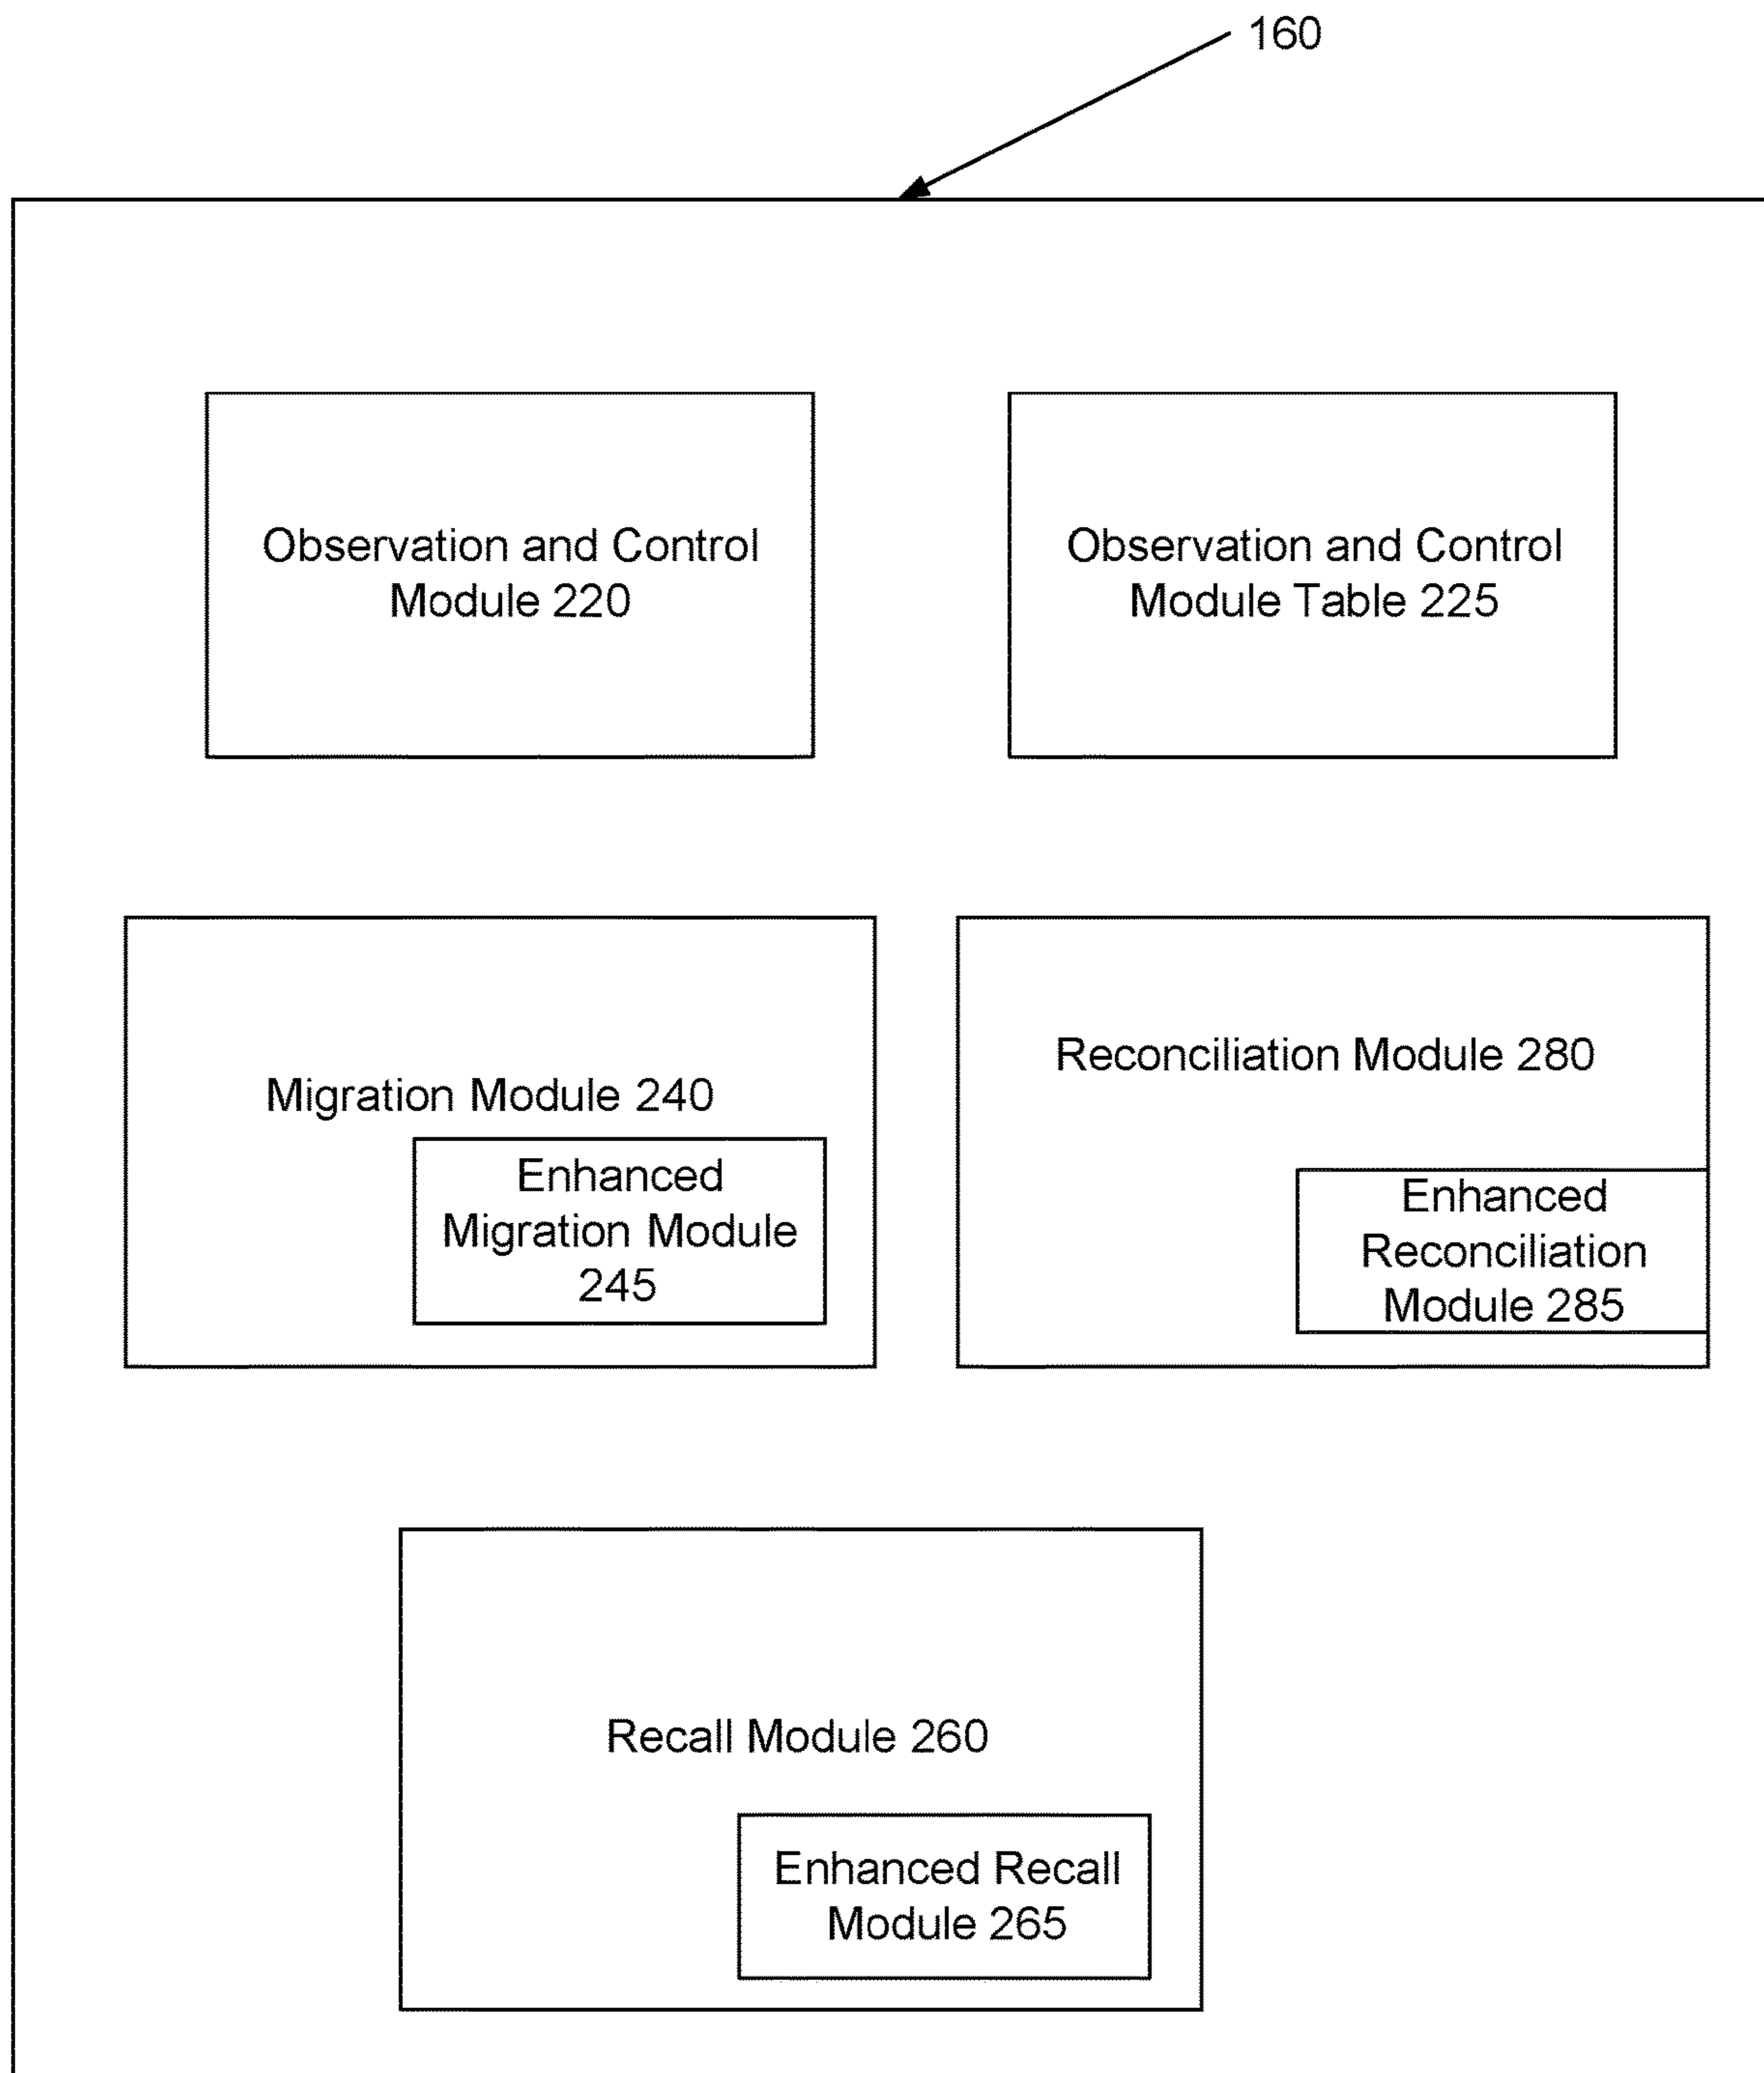 160
Observation and Control
Module 220
Observation and Control
Module Table 225
Migration Module 240
Enhanced
Migration Module
245
Reconciliation Module 280
Enhanced
Reconciliation
Module 285
Recall Module 260
Enhanced Recall
Module 265